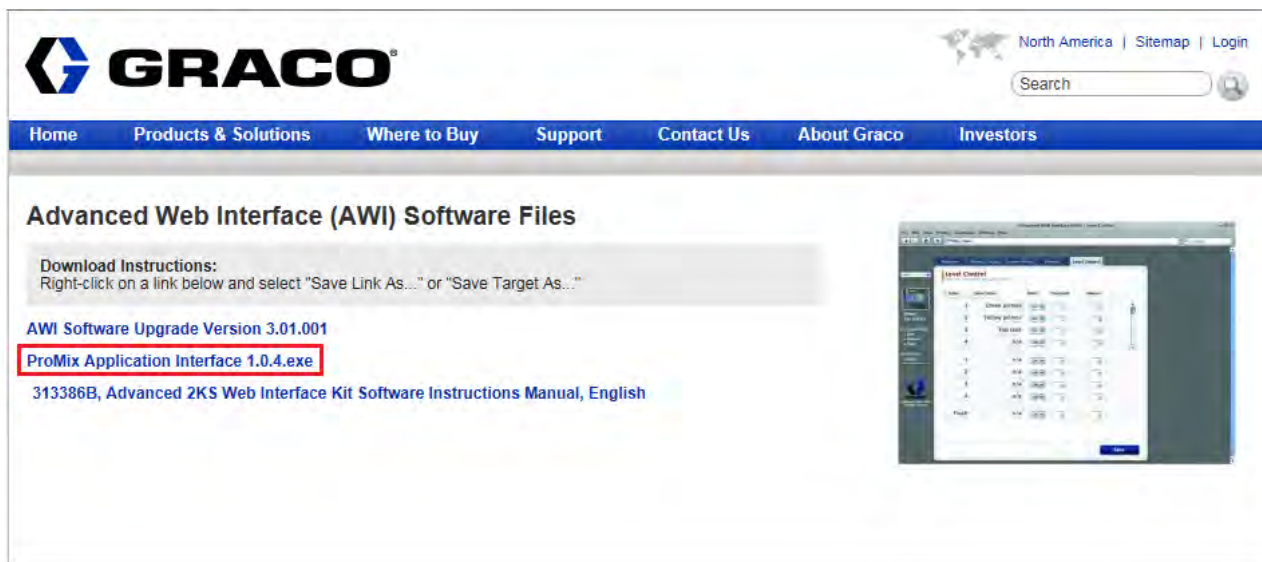 GRACO
North America | Sitemap | Login
Search
Home Products & Solutions Where to Buy Support Contact Us About Graco Investors
Advanced Web Interface (AWI) Software Files
Download Instructions:
Right-click on a link below and select "Save Link As..." or "Save Target As..."
AWI Software Upgrade Version 3.01.001
ProMix Application Interface 1.0.4.exe
313386B, Advanced 2KS Web Interface Kit Software Instructions Manual, English
Level Control
Level Control